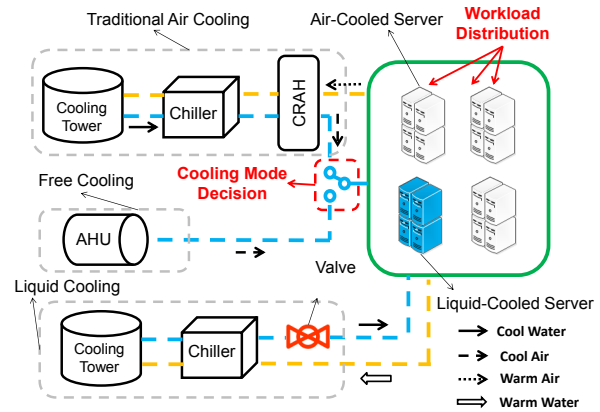 Traditional Air Cooling
Air-Cooled Server
Workload
Distribution
Cooling
Tower
Chiller
CRAH
Cooling Mode
Decision
Free Cooling
AHU
Valve
Liquid Cooling
Liquid-Cooled Server
Cooling
Tower
Chiller
Cool Water
Cool Air
Warm Air
Warm Water